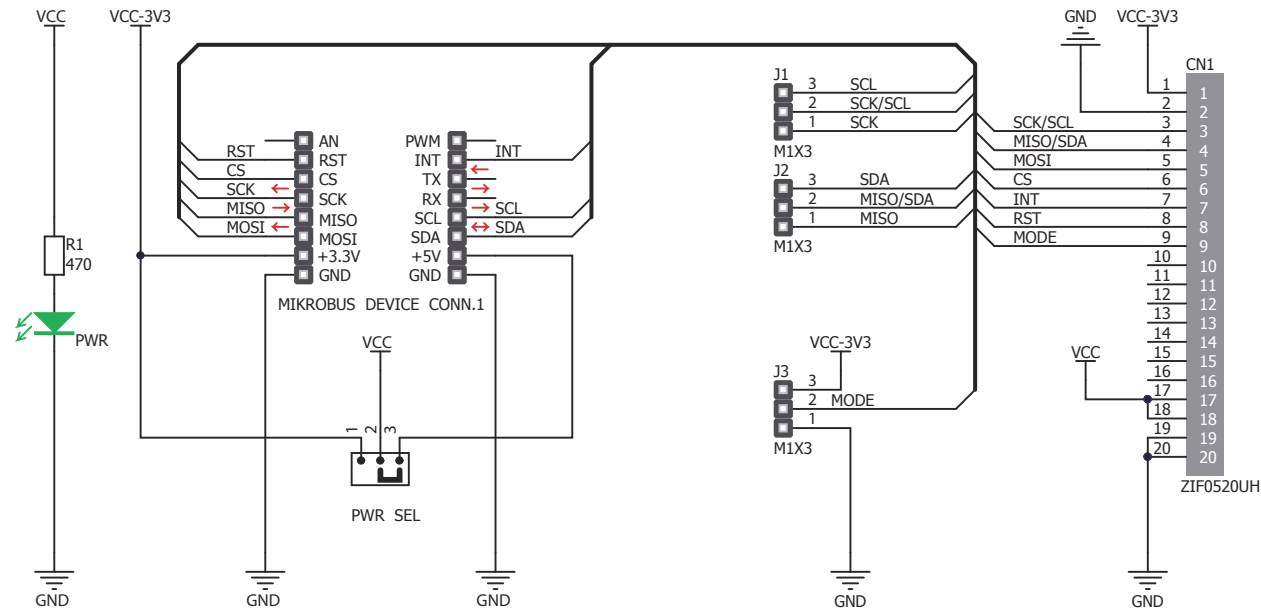 VCC
VCC-3V3
GND
VCC-3V3
CN1
J1
3
SCL
2
SCK/SCL
1
SCK
M1X3
1
1
2
2
SCK/SCL
3
3
MISO/SDA
4
4
MOSI
5
5
CS
6
6
INT
7
7
RST
8
8
MODE
9
9
10
10
11
11
12
12
13
13
14
14
15
15
16
16
17
17
18
18
19
19
20
20
ZIF0520UH
AN
PWM
RST
RST
INT
INT
CS
CS
TX
SCK
SCK
RX
MISO
MISO
SCL
SCL
MOSI
MOSI
SDA
SDA
+3.3V
+5V
GND
GND
MIKROBUS DEVICE CONN.1
J2
3
SDA
2
MISO/SDA
1
MISO
M1X3
R1
470
PWR
VCC
1
2
3
PWR SEL
VCC-3V3
J3
3
2
MODE
1
M1X3
VCC
GND
GND
GND
GND
GND